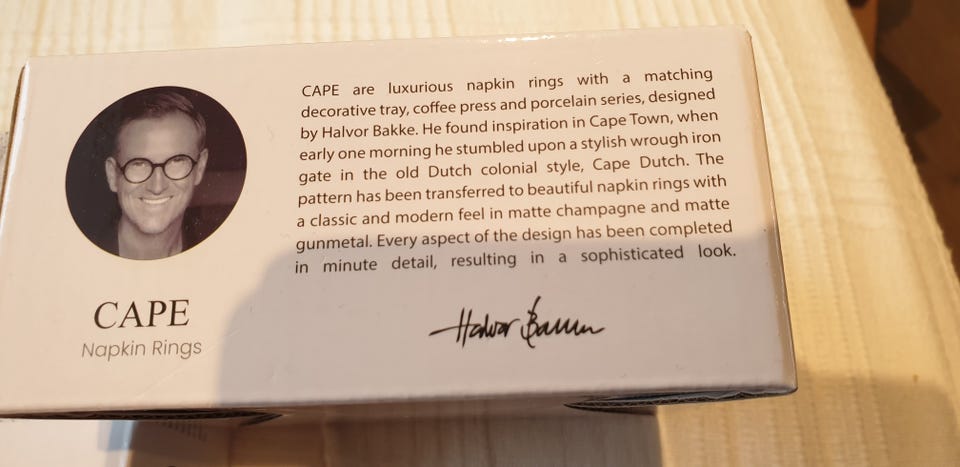 CAPE are luxurious napkin rings with a matching
decorative tray, coffee press and porcelain series, designed
by Halvor Bakke. He found inspiration in Cape Town, when
early one morning he stumbled upon a stylish wrough iron
gate in the old Dutch colonial style, Cape Dutch. The
pattern has been transferred to beautiful napkin rings with
a classic and modern feel in matte champagne and matte
gunmetal. Every aspect of the design has been completed
in minute detail, resulting in a sophisticated look.
Halvor Bakke
CAPE
Napkin Rings